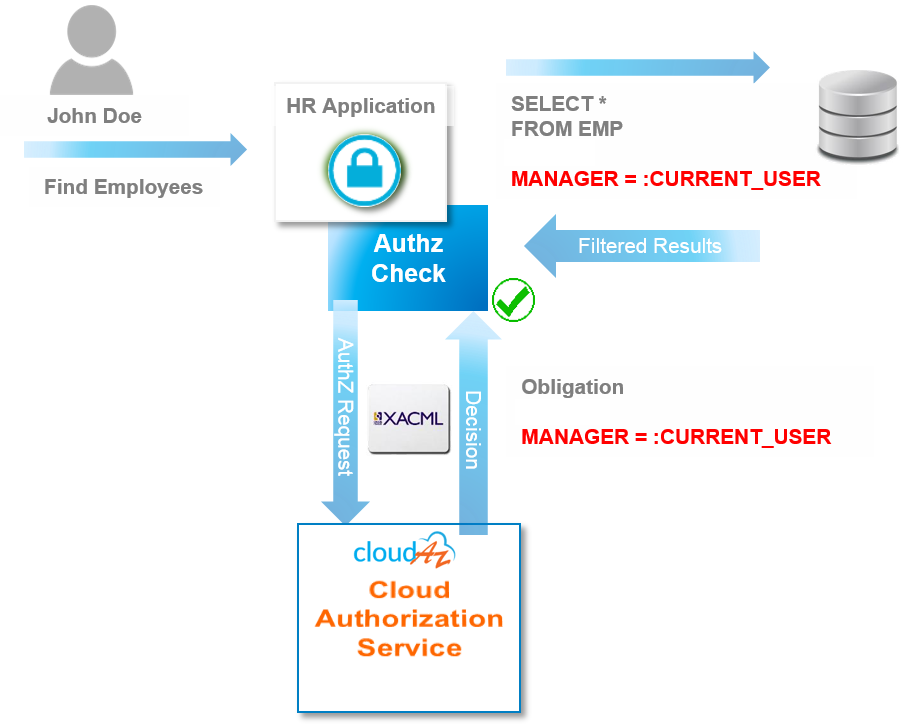 John Doe
Find Employees
HR Application
SELECT *
FROM EMP
MANAGER = :CURRENT_USER
Authz
Check
Filtered Results
AuthZ Request
XACML
Decision
Obligation
MANAGER = :CURRENT_USER
cloudAz
Cloud
Authorization
Service